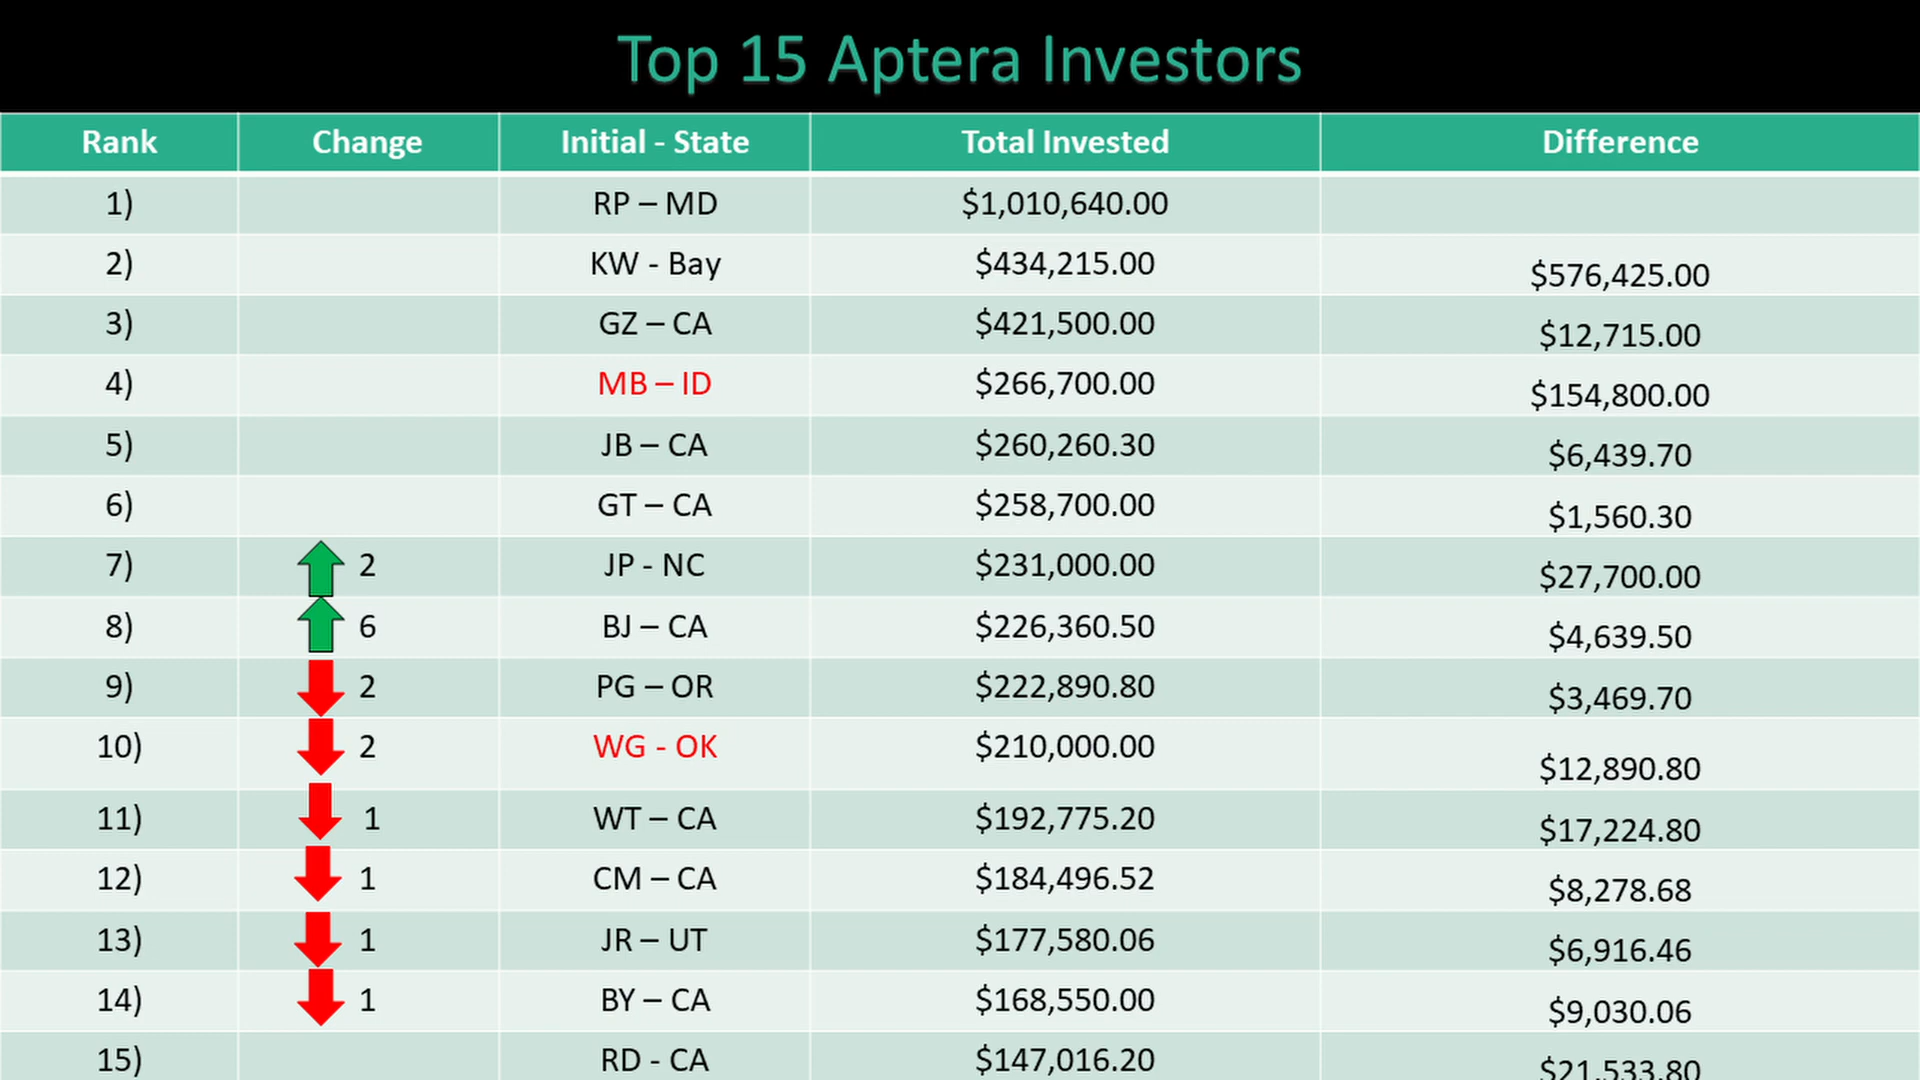 Top 15 Aptera Investors
Rank Change Initial - State Total Invested Difference
1) RP – MD $1,010,640.00
2) KW - Bay $434,215.00 $576,425.00
3) GZ – CA $421,500.00 $12,715.00
4) MB – ID $266,700.00 $154,800.00
5) JB – CA $260,260.30 $6,439.70
6) GT – CA $258,700.00 $1,560.30
7) 2 JP - NC $231,000.00 $27,700.00
8) 6 BJ – CA $226,360.50 $4,639.50
9) 2 PG – OR $222,890.80 $3,469.70
10) 2 WG - OK $210,000.00 $12,890.80
11) 1 WT – CA $192,775.20 $17,224.80
12) 1 CM – CA $184,496.52 $8,278.68
13) 1 JR – UT $177,580.06 $6,916.46
14) 1 BY – CA $168,550.00 $9,030.06
15) RD - CA $147,016.20 $21,533.80